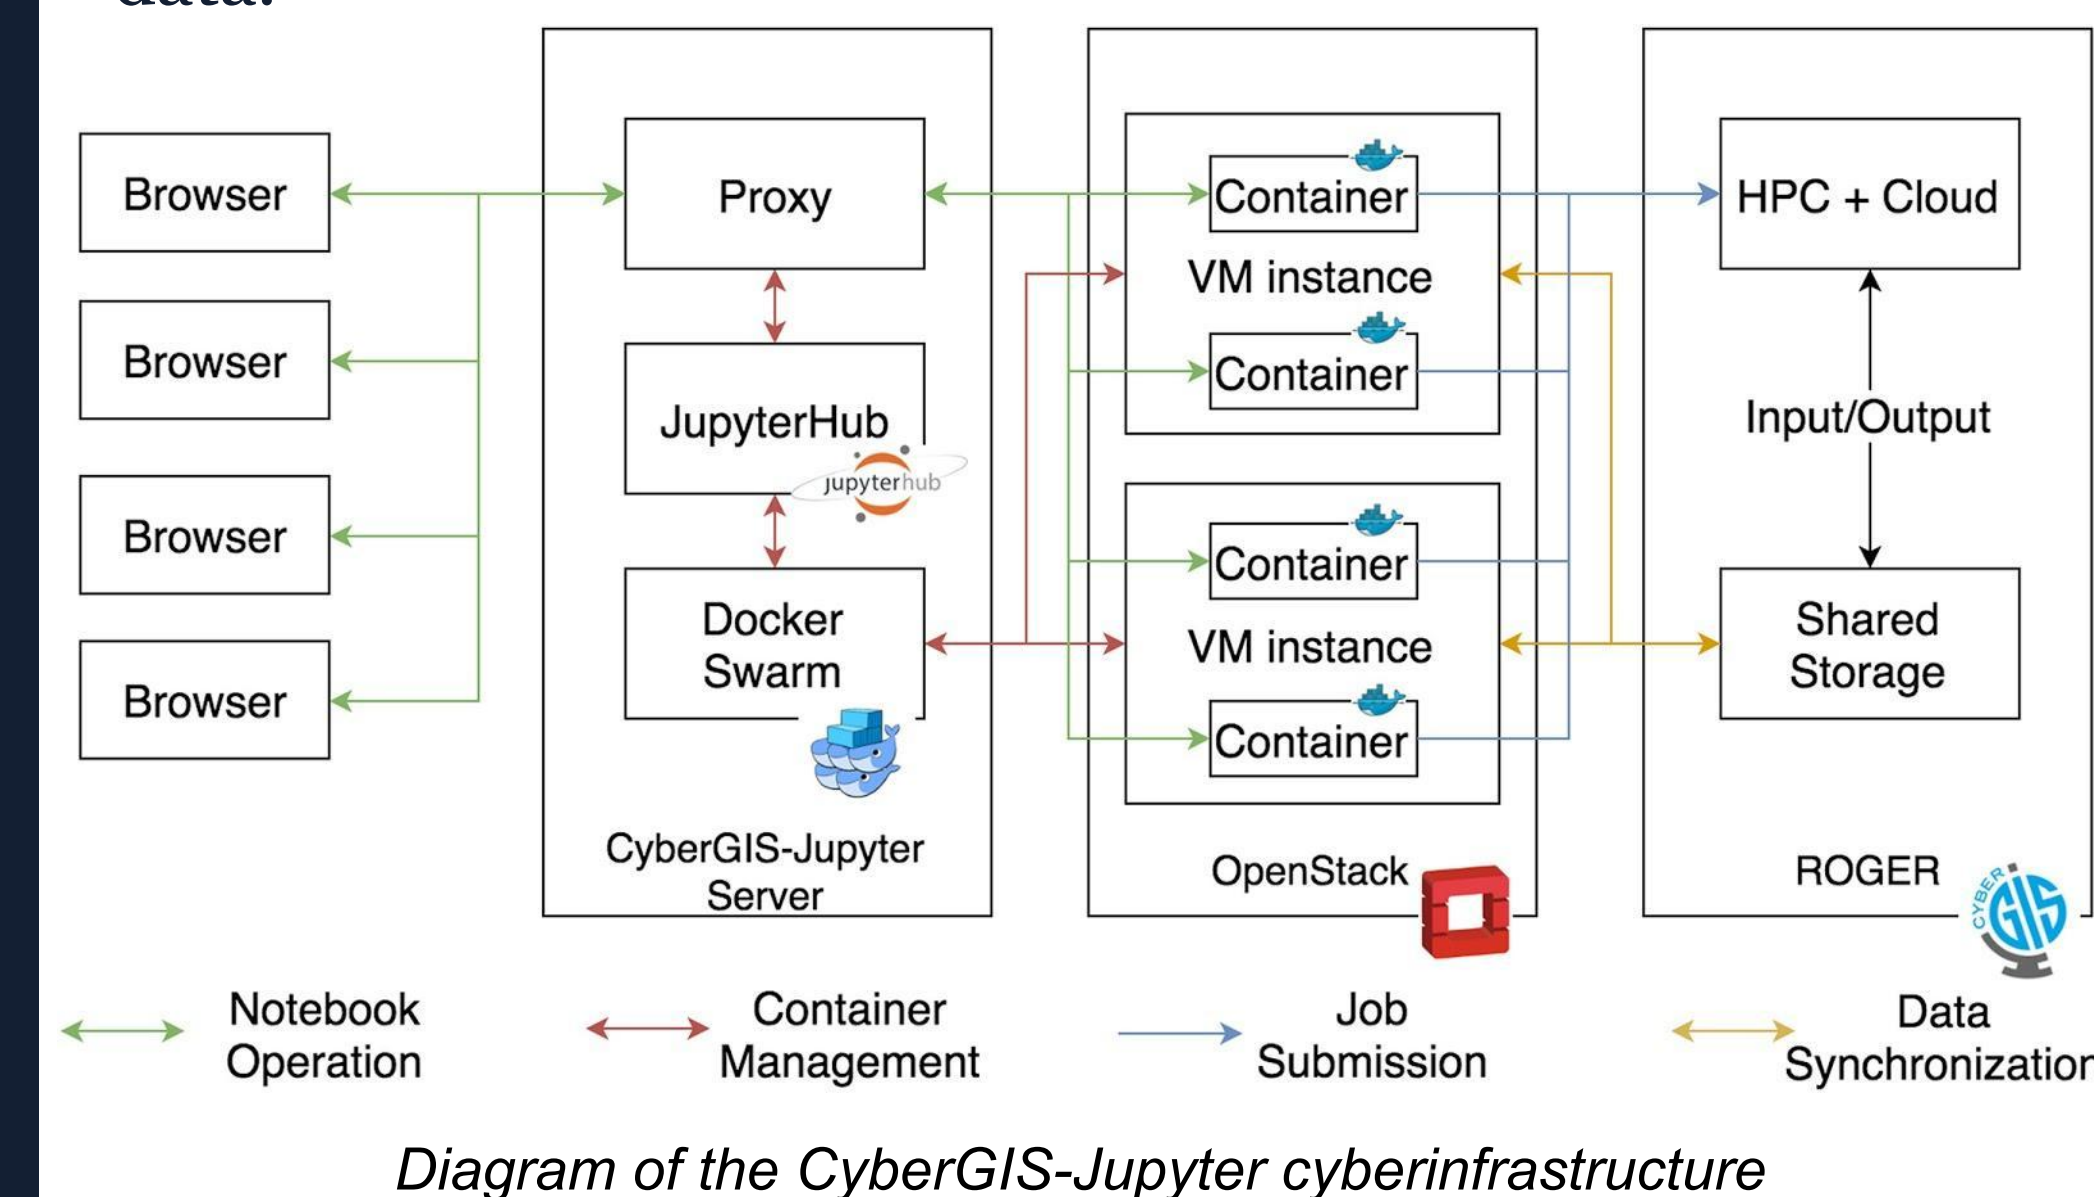 data.
Browser
Browser
Browser
Browser
Proxy
JupyterHub
jupyterhub
Docker
Swarm
CyberGIS-Jupyter
Server
Container
VM instance
Container
Container
VM instance
Container
OpenStack
HPC + Cloud
Input/Output
Shared
Storage
ROGER
CYBER
GIS
Notebook
Operation
Container
Management
Job
Submission
Data
Synchronization
Diagram of the CyberGIS-Jupyter cyberinfrastructure